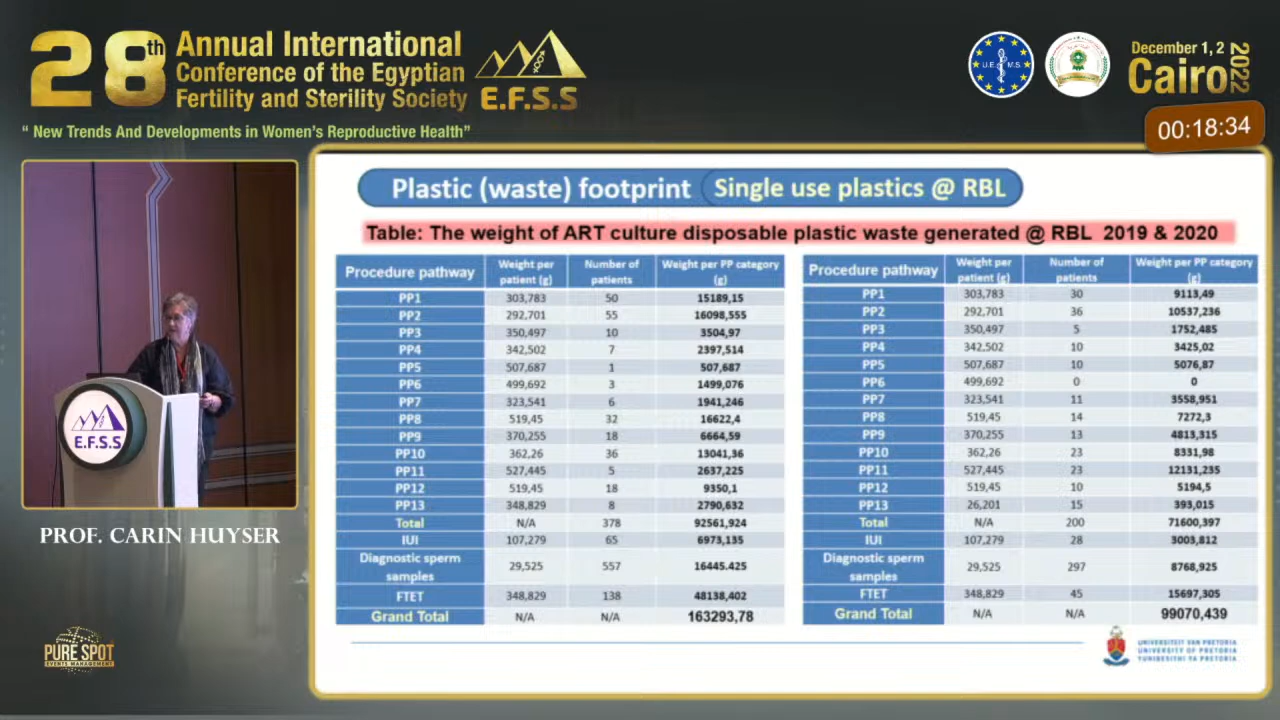 28th Annual International
Conference of the Egyptian
Fertility and Sterility Society
E.F.S.S
“ New Trends And Developments in Women's Reproductive Health”
U.E.M.S.
December 1, 2
Cairo
2022
00:18:34
E.F.S.S
PROF. CARIN HUYSER
PURE SPOT
EVENTS MANAGEMENT
Plastic (waste) footprint Single use plastics @ RBL
Table: The weight of ART culture disposable plastic waste generated @ RBL 2019 & 2020
Procedure pathway Weight per patient (g) Number of patients Weight per PP category (g)
PP1 303,783 50 15189,15
PP2 292,701 55 16098,555
PP3 350,497 10 3504,97
PP4 342,502 7 2397,514
PP5 507,687 1 507,687
PP6 499,692 3 1499,076
PP7 323,541 6 1941,246
PP8 519,45 32 16622,4
PP9 370,255 18 6664,59
PP10 362,26 36 13041,36
PP11 527,445 5 2637,225
PP12 519,45 18 9350,1
PP13 348,829 8 2790,632
Total N/A 378 92561,924
IUI 107,279 65 6973,135
Diagnostic sperm samples 29,525 557 16445.425
FTET 348,829 138 48138,402
Grand Total N/A N/A 163293,78
Procedure pathway Weight per patient (g) Number of patients Weight per PP category (g)
PP1 303,783 30 9113,49
PP2 292,701 36 10537,236
PP3 350,497 5 1752,485
PP4 342,502 10 3425,02
PP5 507,687 10 5076,87
PP6 499,692 0 0
PP7 323,541 11 3558,951
PP8 519,45 14 7272,3
PP9 370,255 13 4813,315
PP10 362,26 23 8331,98
PP11 527,445 23 12131,235
PP12 519,45 10 5194,5
PP13 26,201 15 393,015
Total N/A 200 71600,397
IUI 107,279 28 3003,812
Diagnostic sperm samples 29,525 297 8768,925
FTET 348,829 45 15697,305
Grand Total N/A N/A 99070,439
UNIVERSITEIT VAN PRETORIA
UNIVERSITY OF PRETORIA
YUNIBESITHI YA PRETORIA